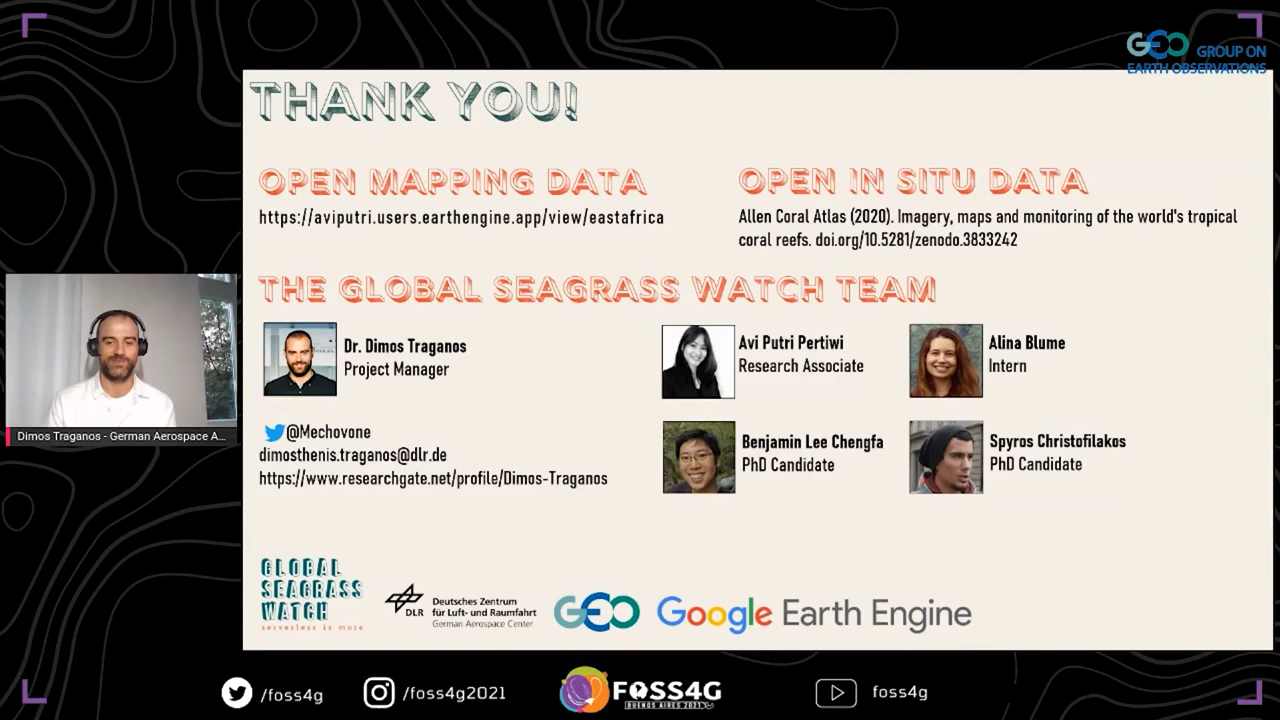 GEO GROUP ON
EARTH OBSERVATIONS
THANK YOU!
OPEN MAPPING DATA
https://aviputri.users.earthengine.app/view/eastafrica
OPEN IN SITU DATA
Allen Coral Atlas (2020). Imagery, maps and monitoring of the world's tropical
coral reefs. doi.org/10.5281/zenodo.3833242
THE GLOBAL SEAGRASS WATCH TEAM
Dr. Dimos Traganos
Project Manager
Avi Putri Pertiwi
Research Associate
Alina Blume
Intern
@Mechovone
dimosthenis.traganos@dlr.de
https://www.researchgate.net/profile/Dimos-Traganos
Benjamin Lee Chengfa
PhD Candidate
Spyros Christofilakos
PhD Candidate
Dimos Traganos - German Aerospace A...
GLOBAL
SEAGRASS
WATCH
serverless is more
DLR
Deutsches Zentrum
für Luft- und Raumfahrt
German Aerospace Center
GEO
Google Earth Engine
/foss4g
/foss4g2021
FOSS4G
BUENOS AIRES 2021
foss4g